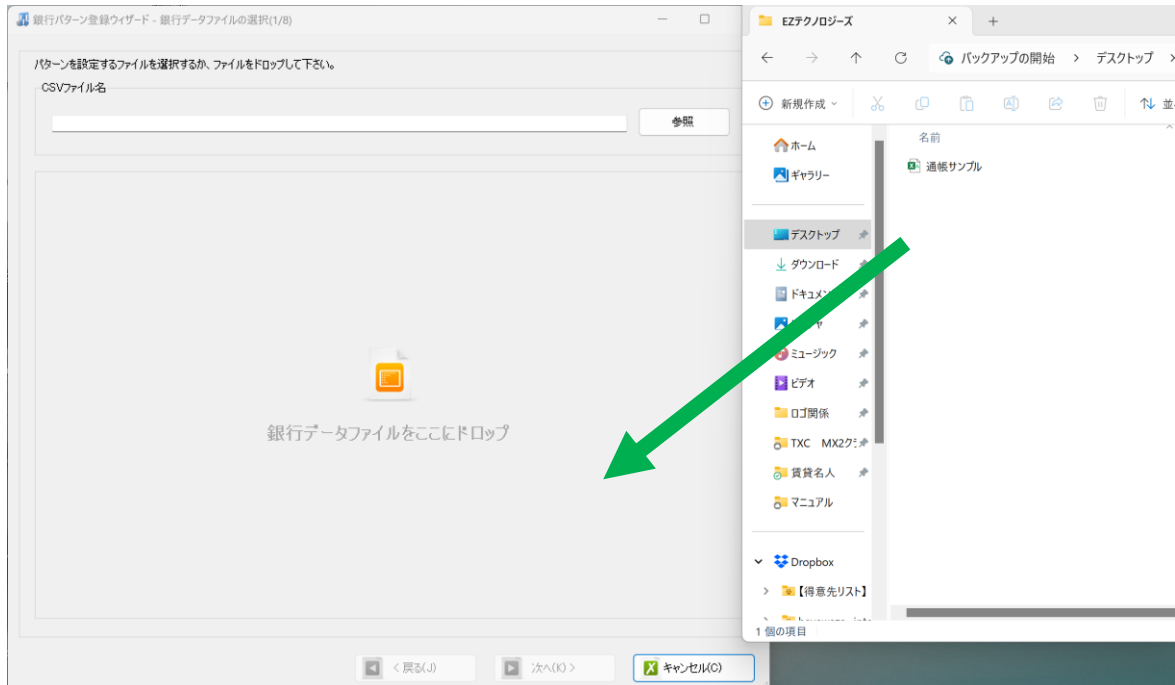 銀行パターン登録ウィザード - 銀行データファイルの選択(1/8)
パターンを設定するファイルを選択するか、ファイルをドロップして下さい。
CSVファイル名
参照
銀行データファイルをここにドロップ
< 戻る(J)
次へ(K) >
キャンセル(C)
EZテクノロジーズ
バックアップの開始 > デスクトップ >
新規作成
名前
通帳サンプル
ホーム
ギャラリー
デスクトップ
ダウンロード
ミュージック
ビデオ
ロゴ関係
TXC MX2
賃貸名人
マニュアル
Dropbox
【得意先リスト】
1 個の項目